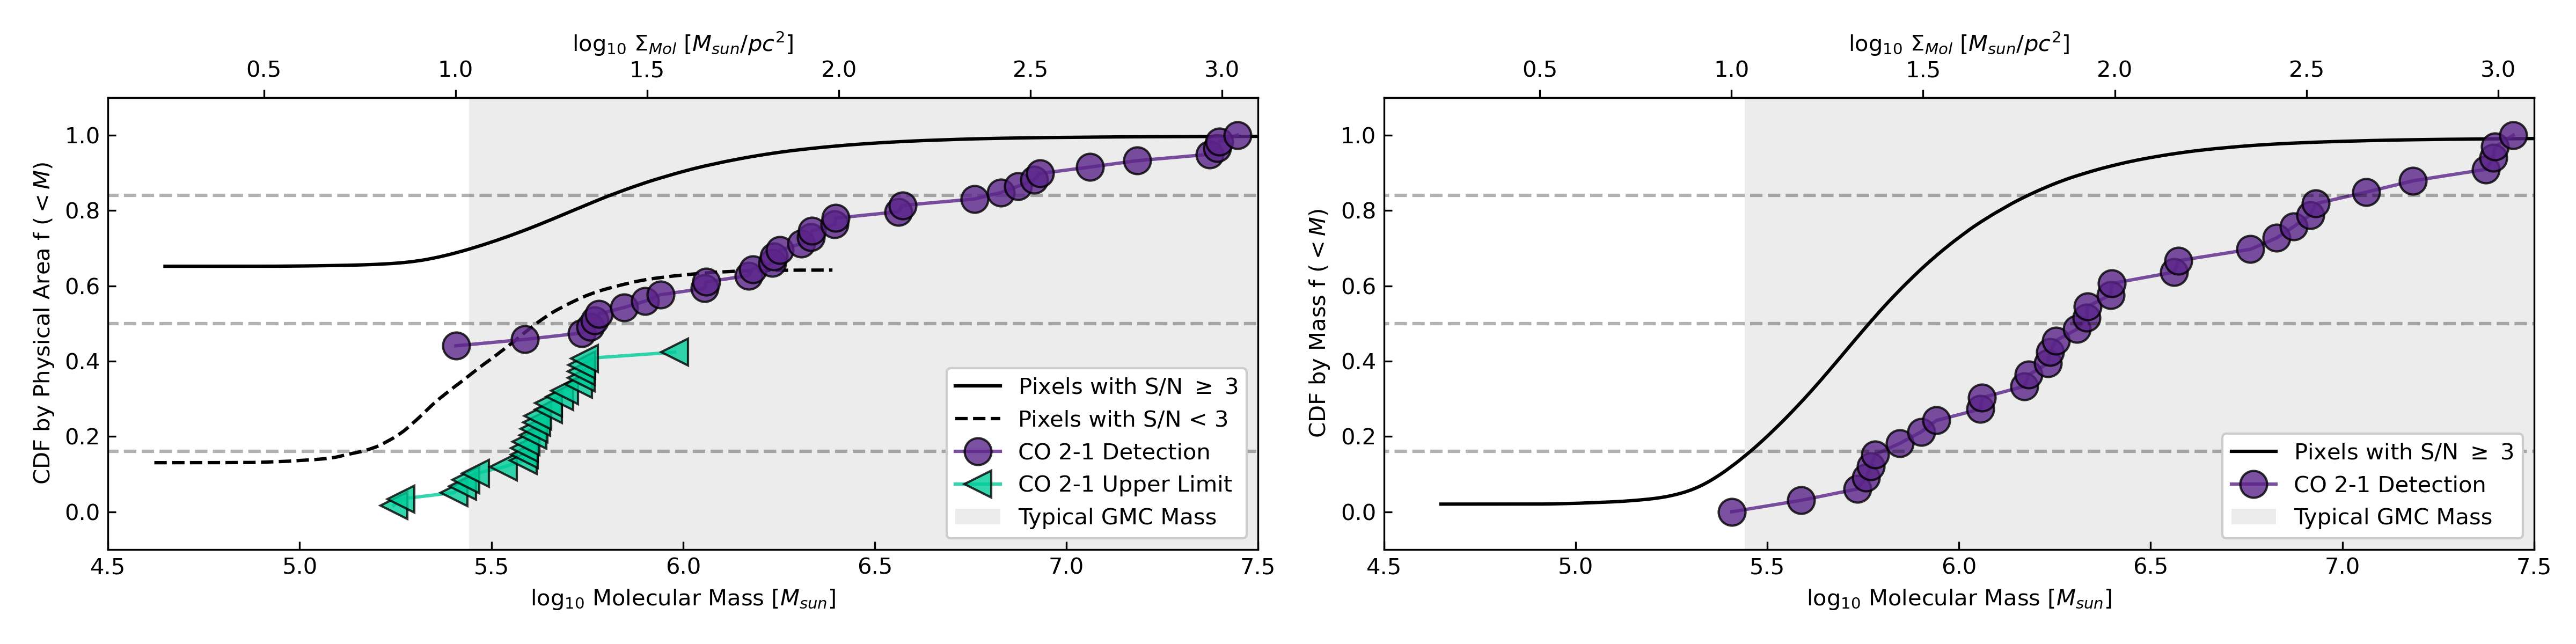 log₁₀ Σ_Mol [M_sun/pc²]
0.5 1.0 1.5 2.0 2.5 3.0
CDF by Physical Area f ( < M)
1.0
0.8
0.6
0.4
0.2
0.0
Pixels with S/N ≥ 3
Pixels with S/N < 3
CO 2-1 Detection
CO 2-1 Upper Limit
Typical GMC Mass
4.5 5.0 5.5 6.0 6.5 7.0 7.5
log₁₀ Molecular Mass [M_sun]
log₁₀ Σ_Mol [M_sun/pc²]
0.5 1.0 1.5 2.0 2.5 3.0
CDF by Mass f ( < M)
1.0
0.8
0.6
0.4
0.2
0.0
Pixels with S/N ≥ 3
CO 2-1 Detection
Typical GMC Mass
4.5 5.0 5.5 6.0 6.5 7.0 7.5
log₁₀ Molecular Mass [M_sun]